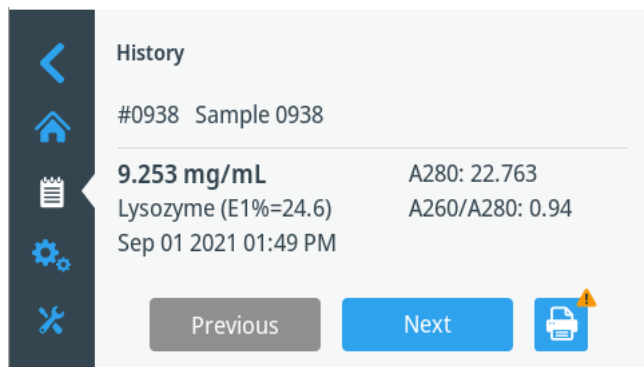 History
#0938 Sample 0938
9.253 mg/mL
A280: 22.763
Lysozyme (E1%=24.6)
A260/A280: 0.94
Sep 01 2021 01:49 PM
Previous
Next